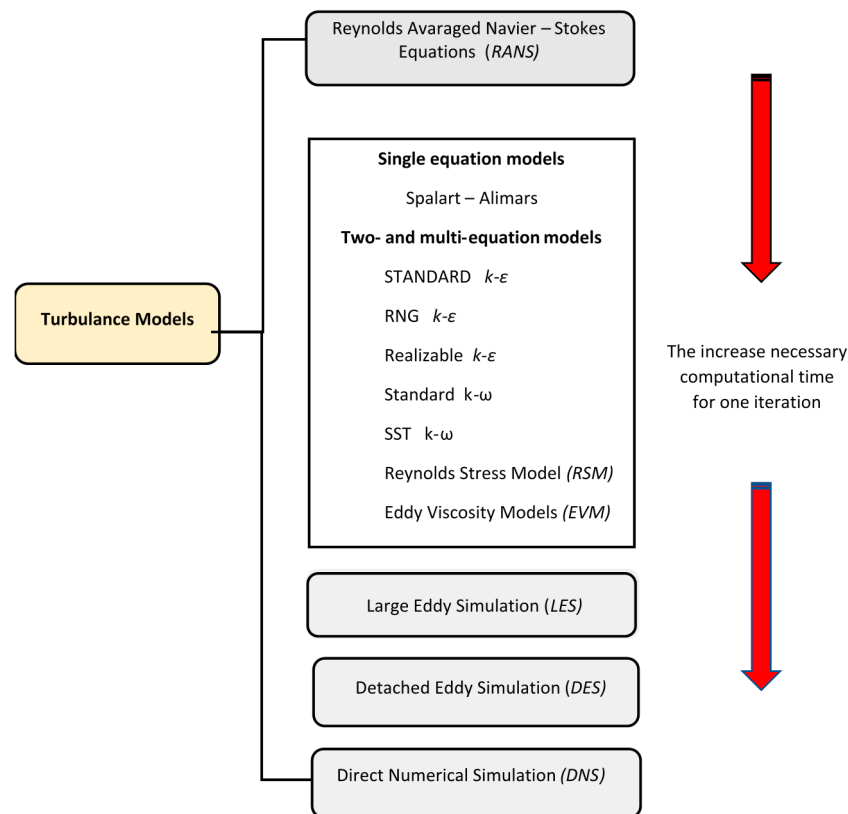 Reynolds Avaraged Navier – Stokes
Equations (RANS)
Single equation models
Spalart – Alimars
Two- and multi-equation models
STANDARD k-ε
RNG k-ε
Realizable k-ε
Standard k-ω
SST k-ω
Reynolds Stress Model (RSM)
Eddy Viscosity Models (EVM)
Turbulance Models
The increase necessary
computational time
for one iteration
Large Eddy Simulation (LES)
Detached Eddy Simulation (DES)
Direct Numerical Simulation (DNS)